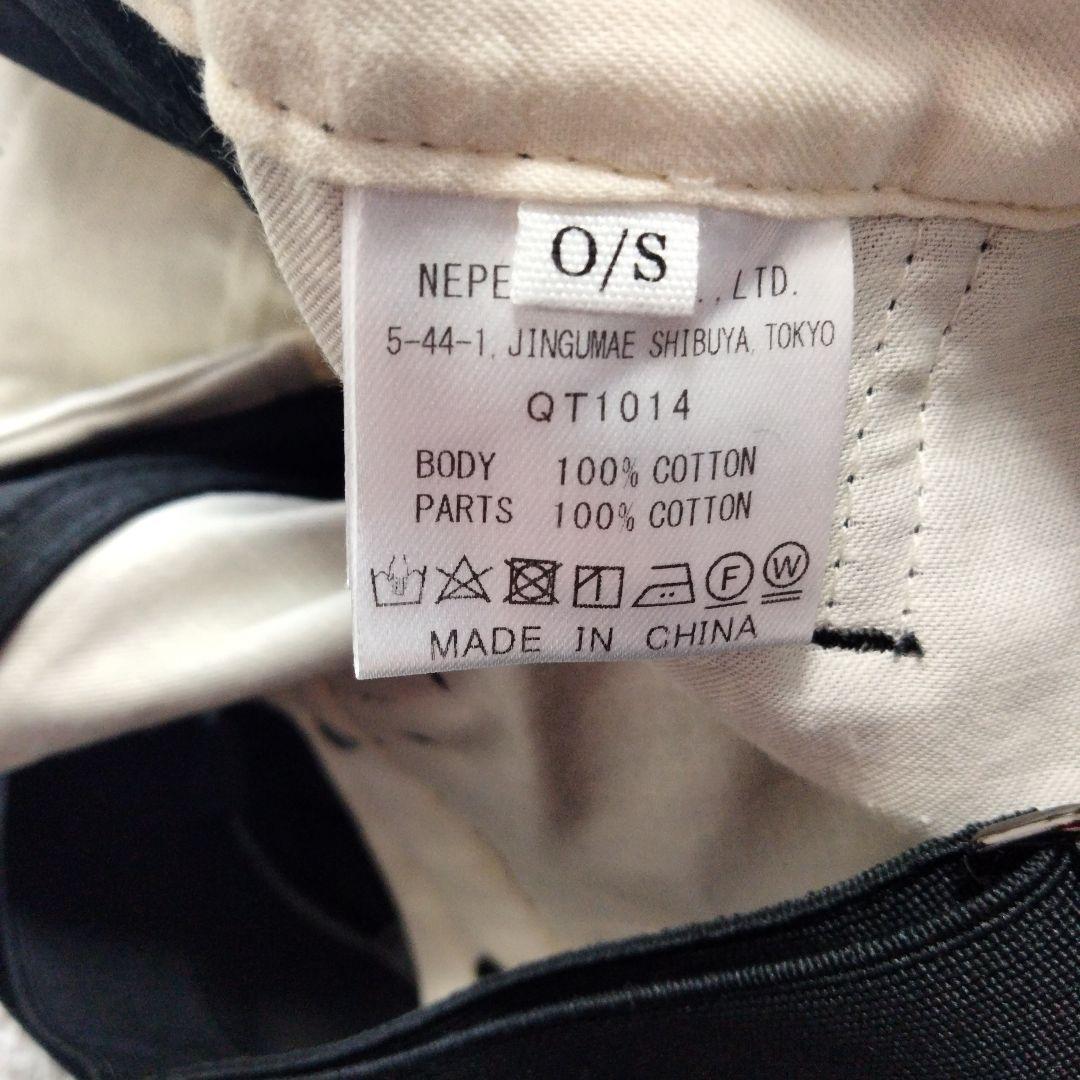 O/S
NEPE ., LTD.
5-44-1, JINGUMAE SHIBUYA, TOKYO
QT1014
BODY 100% COTTON
PARTS 100% COTTON
F W
MADE IN CHINA